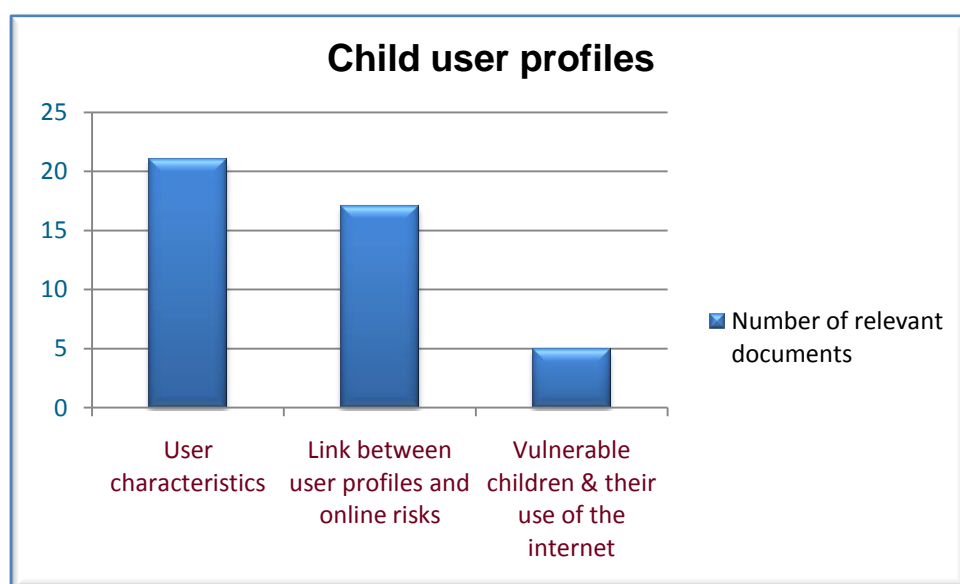 Child user profiles
25
20
15
10
5
0
User
characteristics
Link between
user profiles and
online risks
Vulnerable
children & their
use of the
internet
Number of relevant
documents